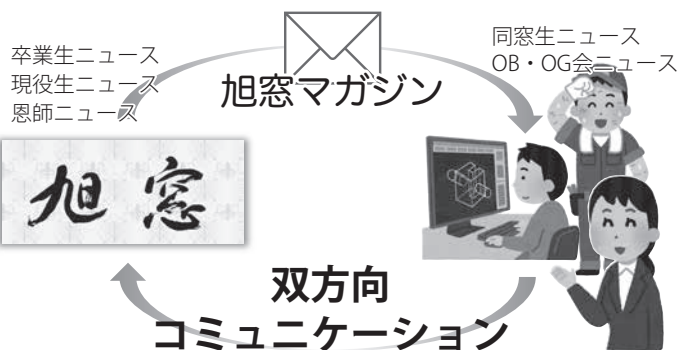 卒業生ニュース
現役生ニュース
恩師ニュース
旭窓マガジン
同窓生ニュース
OB・OG会ニュース
旭窓
双方向
コミュニケーション